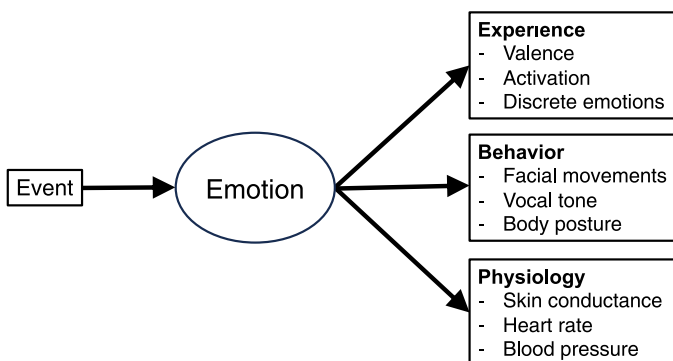 Event
Emotion
Experience
- Valence
- Activation
- Discrete emotions
Behavior
- Facial movements
- Vocal tone
- Body posture
Physiology
- Skin conductance
- Heart rate
- Blood pressure